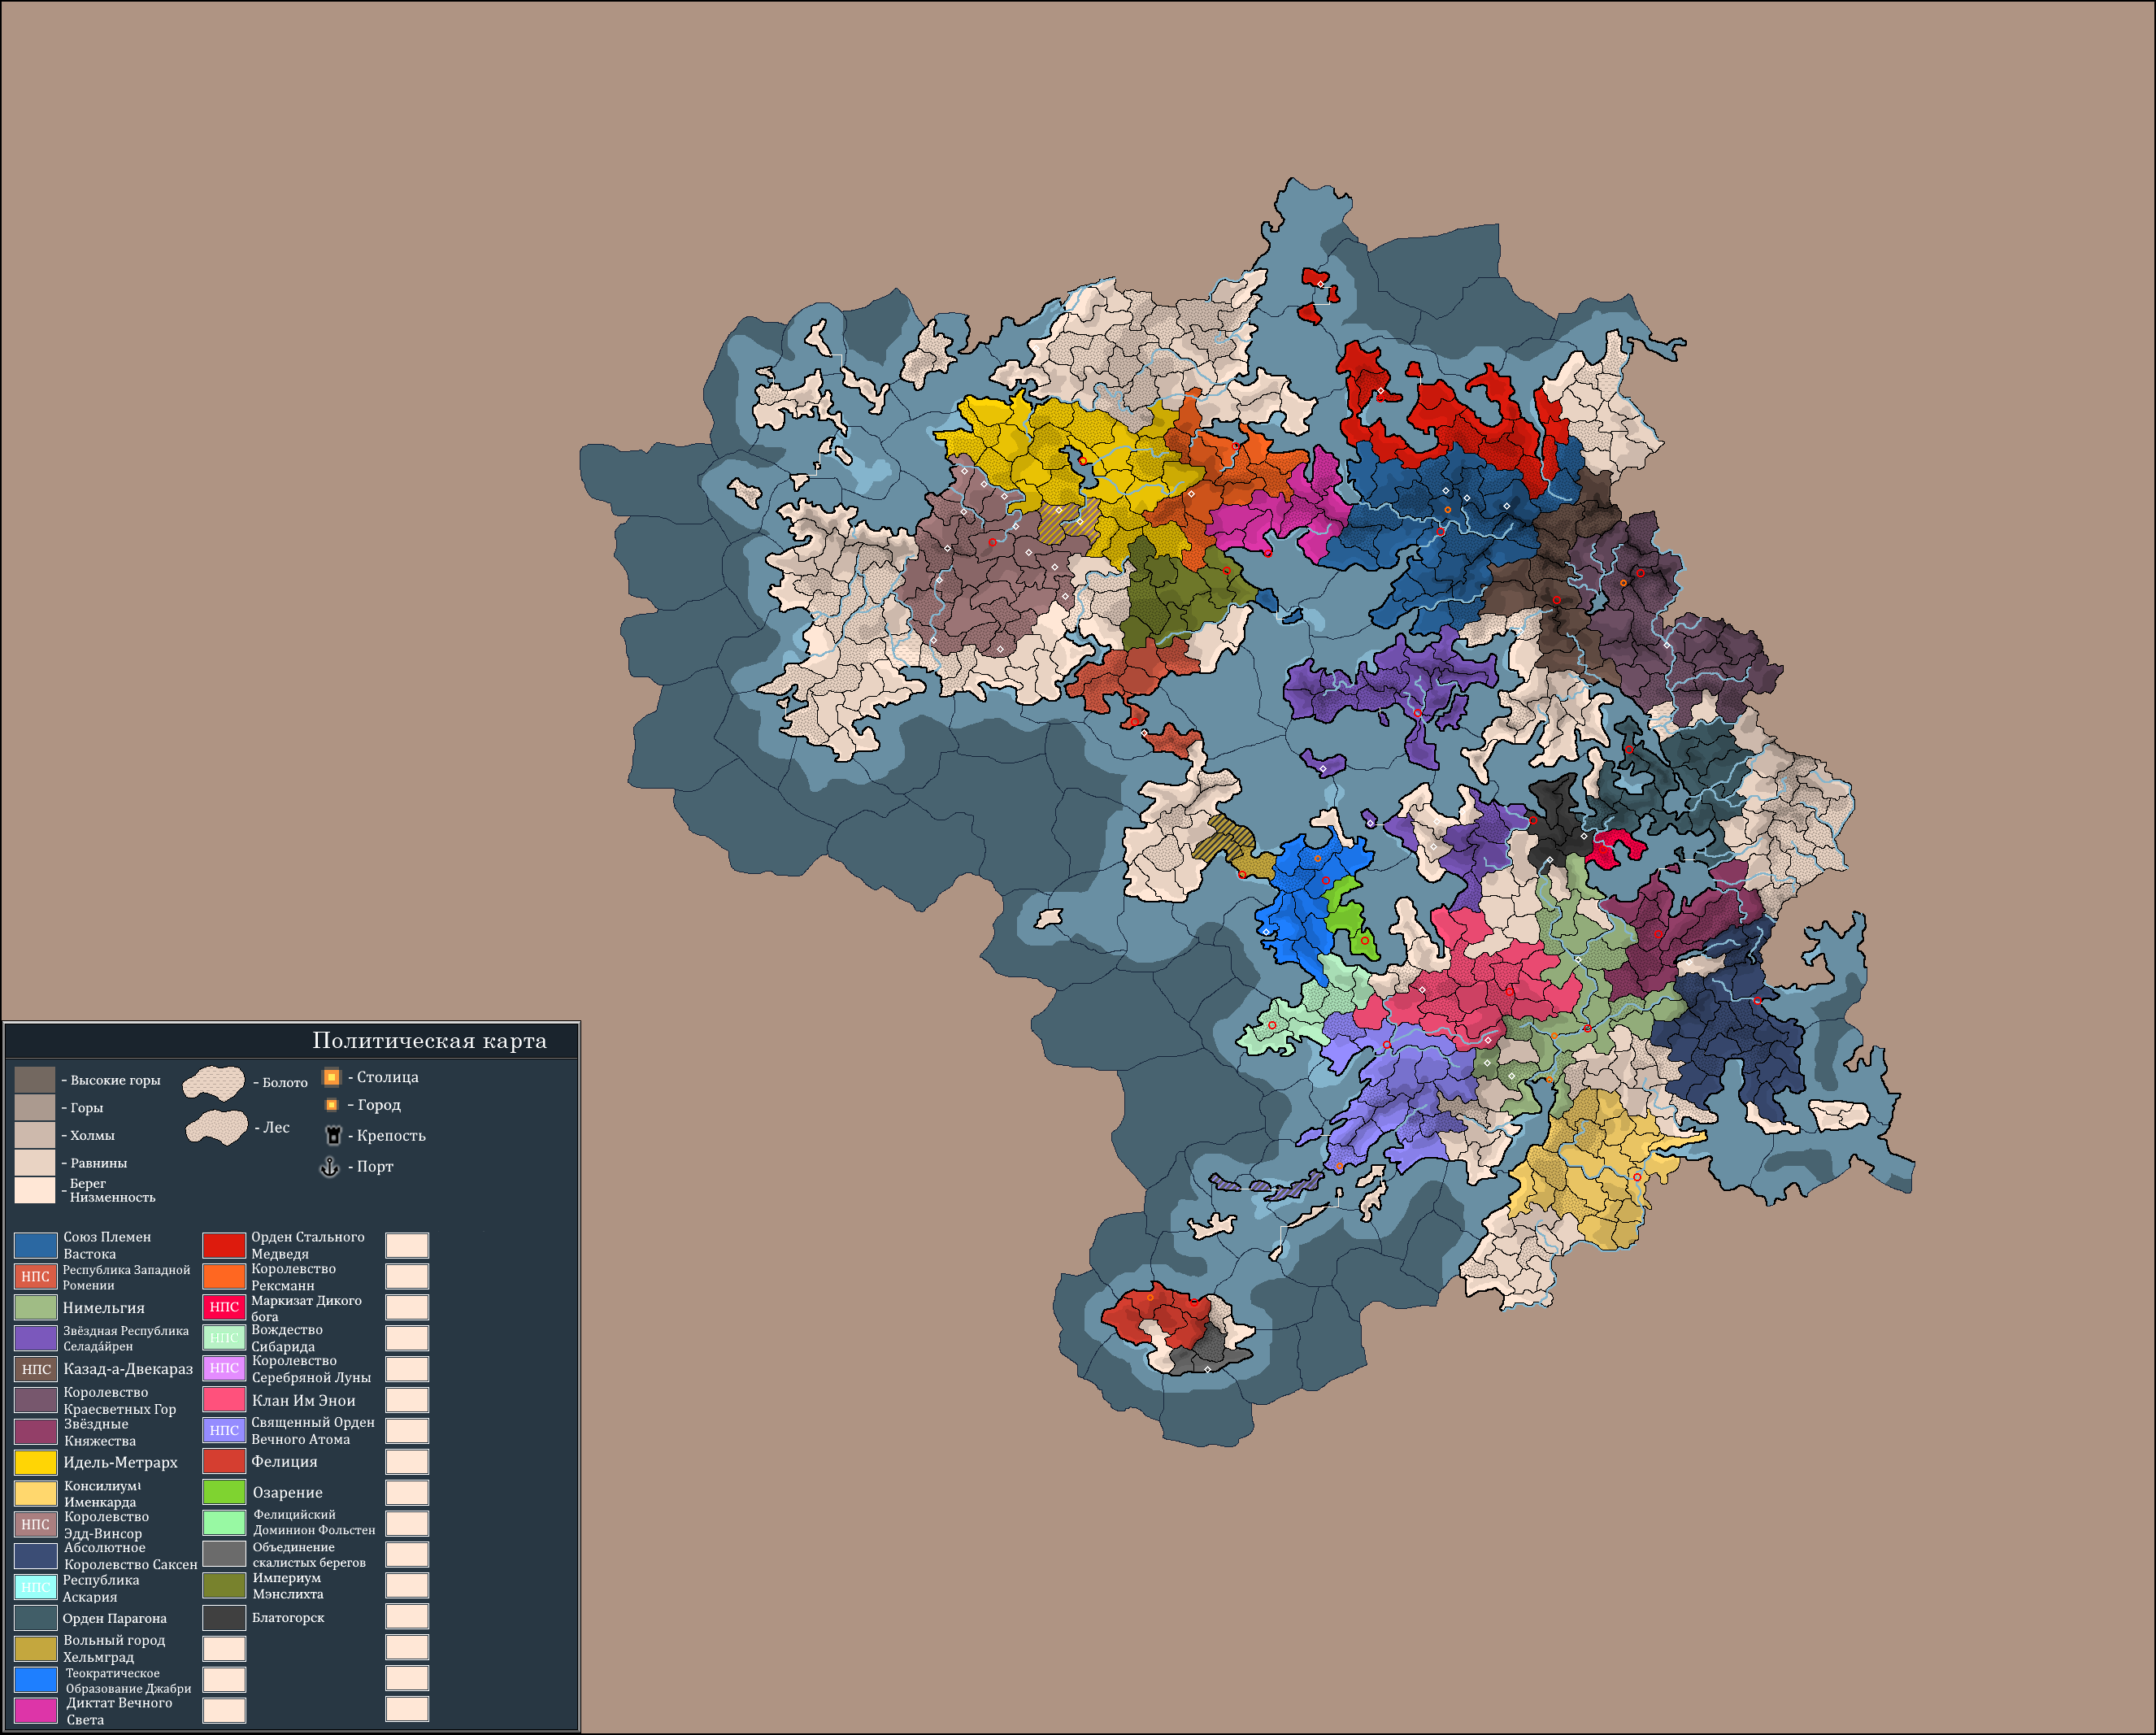 Политическая карта
- Высокие горы
- Горы
- Холмы
- Равнины
- Берег
Низменность
- Болото
- Лес
- Столица
- Город
- Крепость
- Порт
Союз Племен
Вастока
НПС
Республика Западной
Ромении
Нимельгия
Звёздная Республика
Селада́йрен
НПС
Казад-а-Двекараз
Королевство
Краесветных Гор
Звёздные
Княжества
Идель-Метрарх
Консилиум
Именкарда
НПС
Королевство
Эдд-Винсор
Абсолютное
Королевство Саксен
НПС
Республика
Аскария
Орден Парагона
Вольный город
Хельмград
Теократическое
Образование Джабри
Диктат Вечного
Света
Орден Стального
Медведя
Королевство
Рексманн
НПС
Маркизат Дикого
бога
НПС
Вождество
Сибарида
НПС
Королевство
Серебряной Луны
Клан Им Энои
НПС
Священный Орден
Вечного Атома
Фелиция
Озарение
Фелицийский
Доминион Фольстен
Объединение
скалистых берегов
Империум
Мэнслихта
Блатогорск